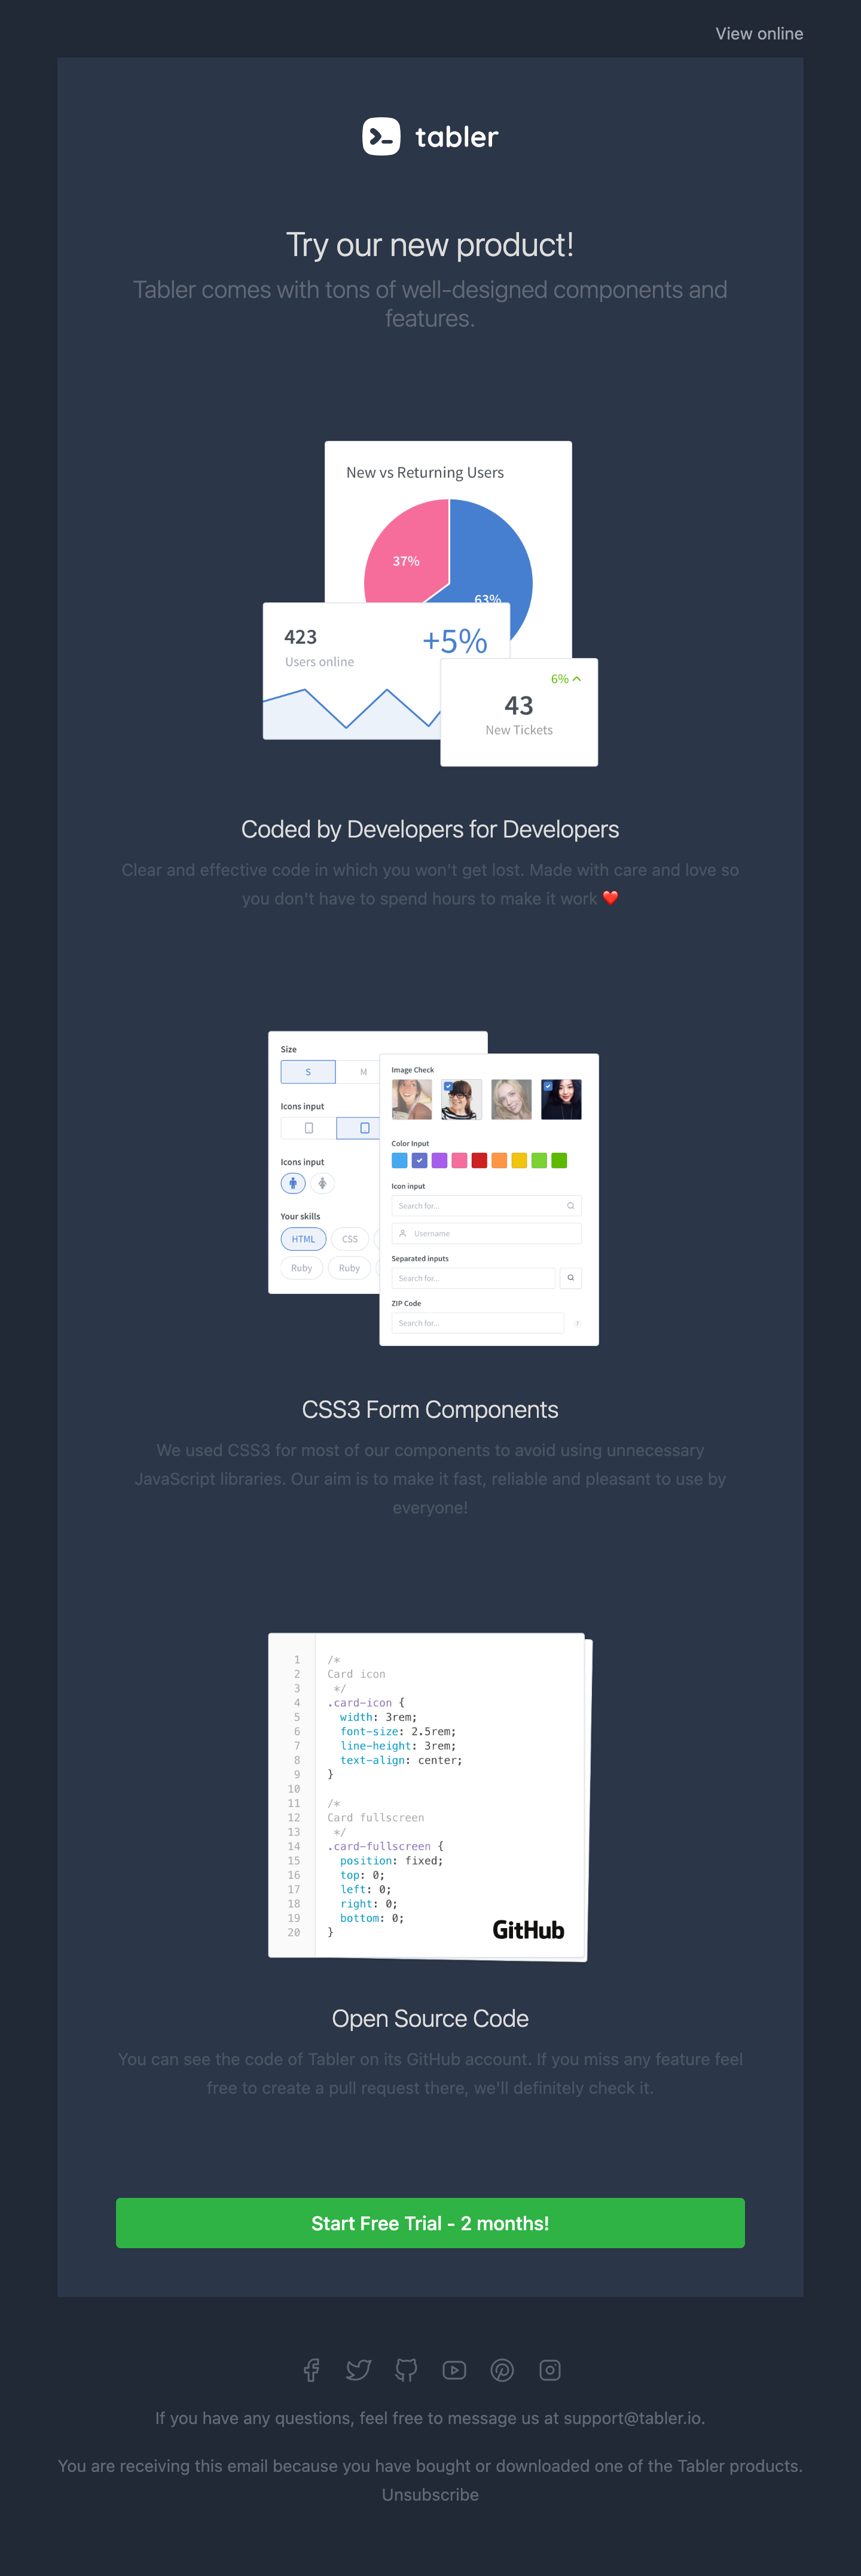 View online
tabler
Try our new product!
Tabler comes with tons of well-designed components and
features.
New vs Returning Users
37%
63%
423
+5%
Users online
6%
43
New Tickets
Coded by Developers for Developers
Clear and effective code in which you won't get lost. Made with care and love so
you don't have to spend hours to make it work ❤️
Size
S M
Icons input
Icons input
Your skills
HTML CSS
Ruby Ruby
Image Check
Color Input
Icon input
Search for...
Username
Separated inputs
Search for...
ZIP Code
Search for...
?
CSS3 Form Components
We used CSS3 for most of our components to avoid using unnecessary
JavaScript libraries. Our aim is to make it fast, reliable and pleasant to use by
everyone!
1 /*
2 Card icon
3 */
4 .card-icon {
5 width: 3rem;
6 font-size: 2.5rem;
7 line-height: 3rem;
8 text-align: center;
9 }
10
11 /*
12 Card fullscreen
13 */
14 .card-fullscreen {
15 position: fixed;
16 top: 0;
17 left: 0;
18 right: 0;
19 bottom: 0;
20 }
GitHub
Open Source Code
You can see the code of Tabler on its GitHub account. If you miss any feature feel
free to create a pull request there, we'll definitely check it.
Start Free Trial - 2 months!
If you have any questions, feel free to message us at support@tabler.io.
You are receiving this email because you have bought or downloaded one of the Tabler products.
Unsubscribe